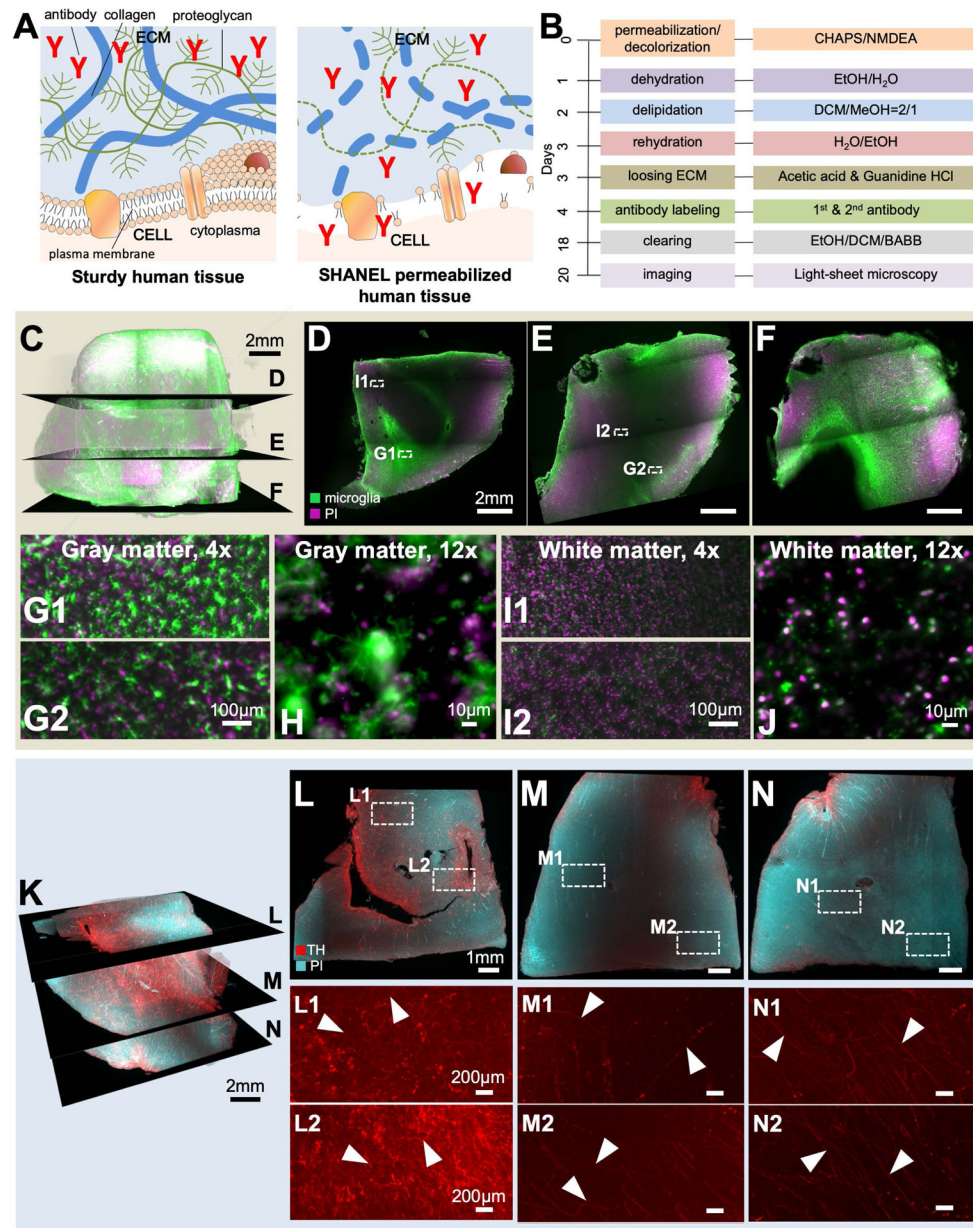 A
antibody
collagen
proteoglycan
ECM
CELL
cytoplasma
plasma membrane
Sturdy human tissue
ECM
CELL
SHANEL permeabilized
human tissue
B
Days
0
permeabilization/
decolorization
CHAPS/NMDEA
1
dehydration
EtOH/H₂O
2
delipidation
DCM/MeOH=2/1
3
rehydration
H₂O/EtOH
3
loosing ECM
Acetic acid & Guanidine HCl
4
antibody labeling
1st & 2nd antibody
18
clearing
EtOH/DCM/BABB
20
imaging
Light-sheet microscopy
C
2mm
D
E
F
D
I1
G1
microglia
PI
2mm
E
I2
G2
F
Gray matter, 4x
G1
G2
100µm
Gray matter, 12x
H
10µm
White matter, 4x
I1
I2
100µm
White matter, 12x
J
10µm
K
L
M
N
2mm
L
L1
L2
TH
PI
1mm
M
M1
M2
N
N1
N2
L1
200µm
M1
N1
L2
200µm
M2
N2